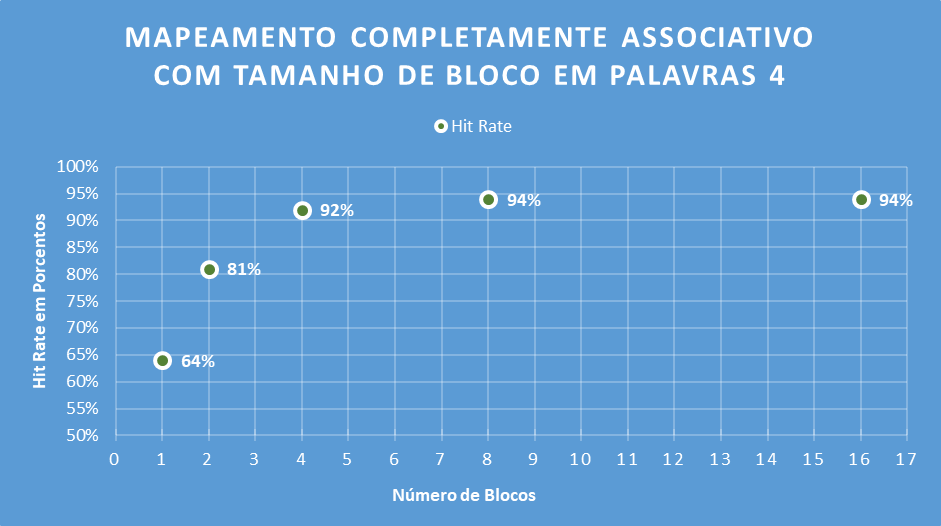 MAPEAMENTO COMPLETAMENTE ASSOCIATIVO
COM TAMANHO DE BLOCO EM PALAVRAS 4
Hit Rate
Hit Rate em Porcentos
100%
95%
90%
85%
80%
75%
70%
65%
60%
55%
50%
64%
81%
92%
94%
94%
0 1 2 3 4 5 6 7 8 9 10 11 12 13 14 15 16 17
Número de Blocos